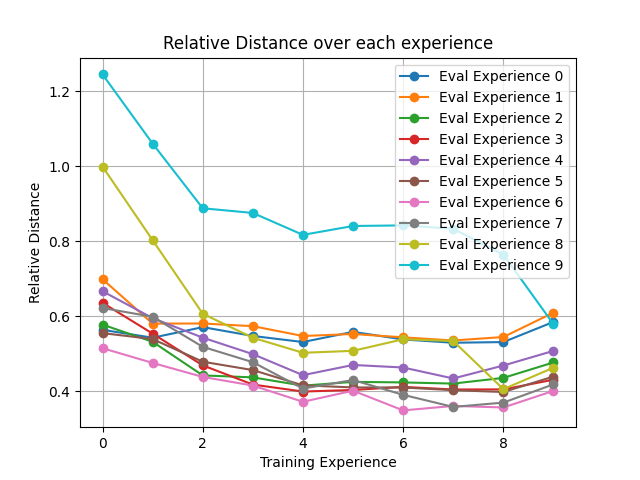 Relative Distance over each experience
Relative Distance
1.2
1.0
0.8
0.6
0.4
Eval Experience 0
Eval Experience 1
Eval Experience 2
Eval Experience 3
Eval Experience 4
Eval Experience 5
Eval Experience 6
Eval Experience 7
Eval Experience 8
Eval Experience 9
0 2 4 6 8
Training Experience